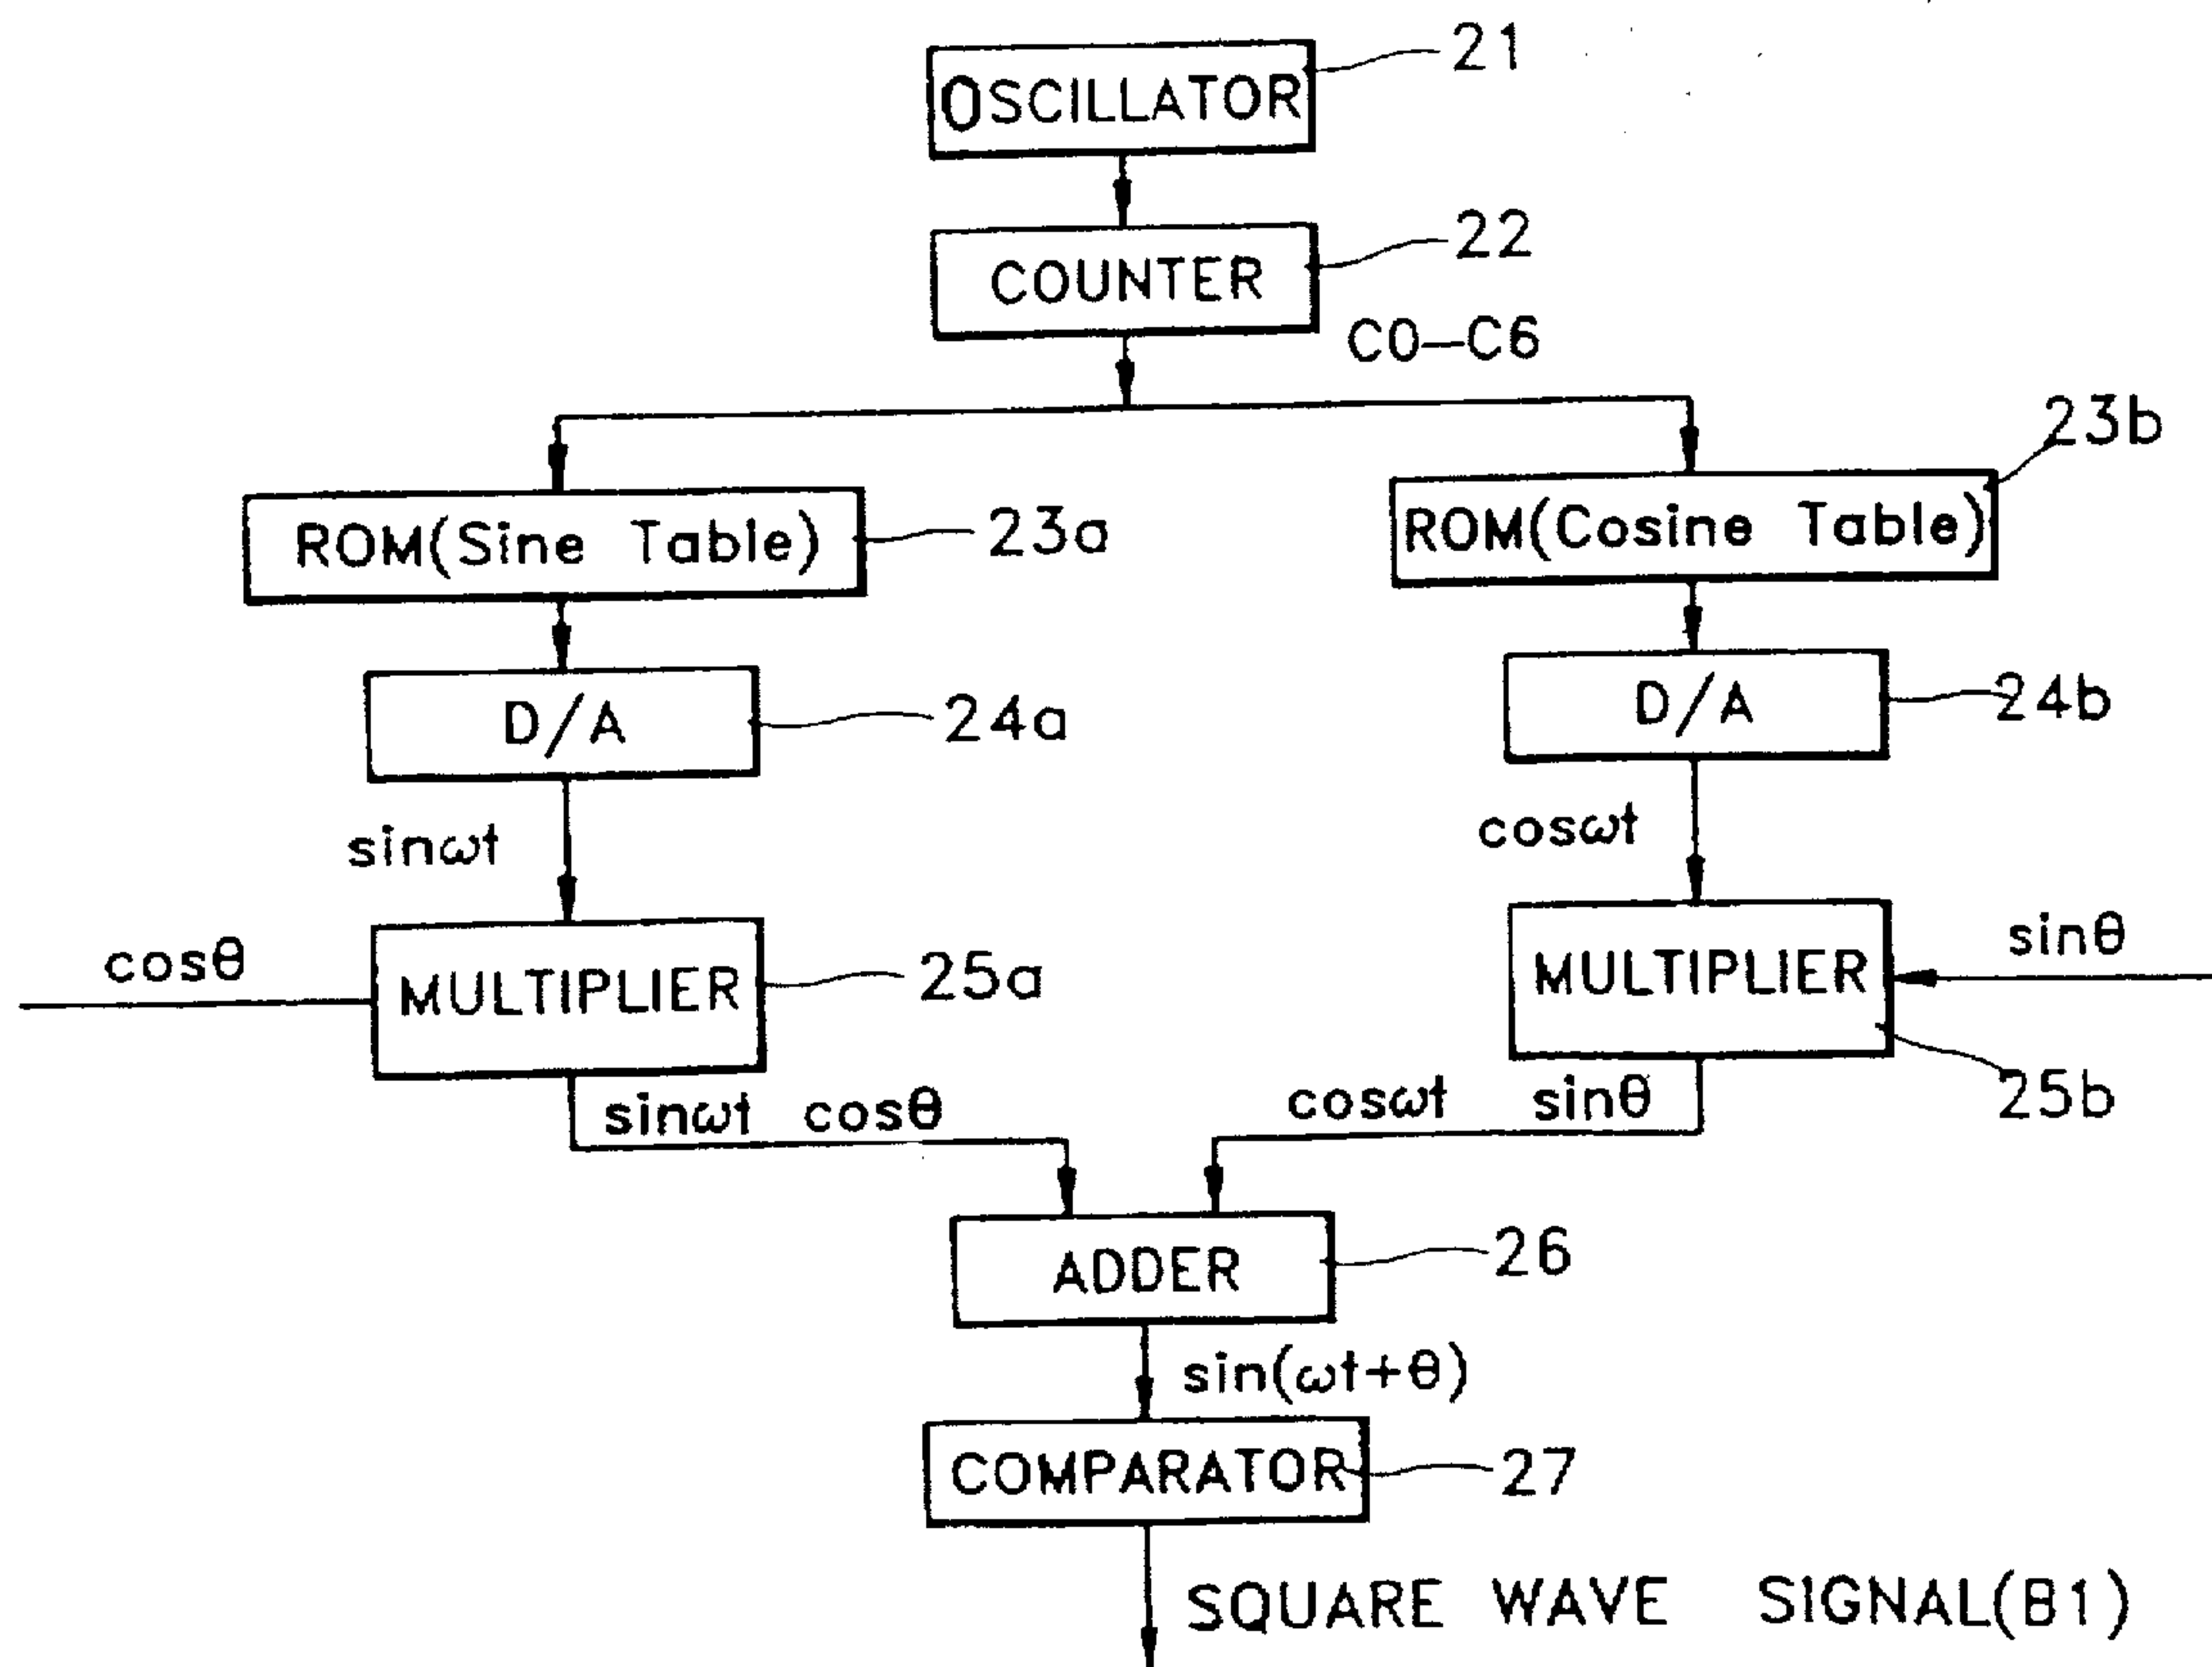 21
OSCILLATOR
22
COUNTER
C0-C6
23b
ROM(Sine Table)
23a
ROM(Cosine Table)
D/A
24a
D/A
24b
sinωt
cosωt
cosθ
MULTIPLIER
25a
MULTIPLIER
sinθ
25b
sinωt cosθ
cosωt sinθ
ADDER
26
sin(ωt+θ)
COMPARATOR
27
SQUARE WAVE SIGNAL(B1)